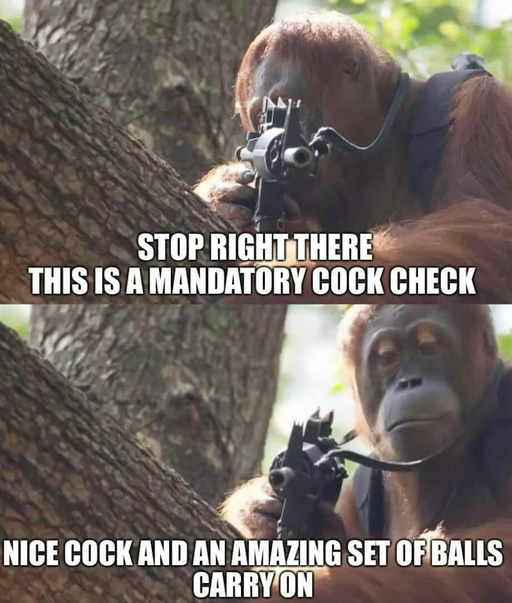 STOP RIGHT THERE
THIS IS A MANDATORY COCK CHECK
NICE COCK AND AN AMAZING SET OF BALLS
CARRY ON